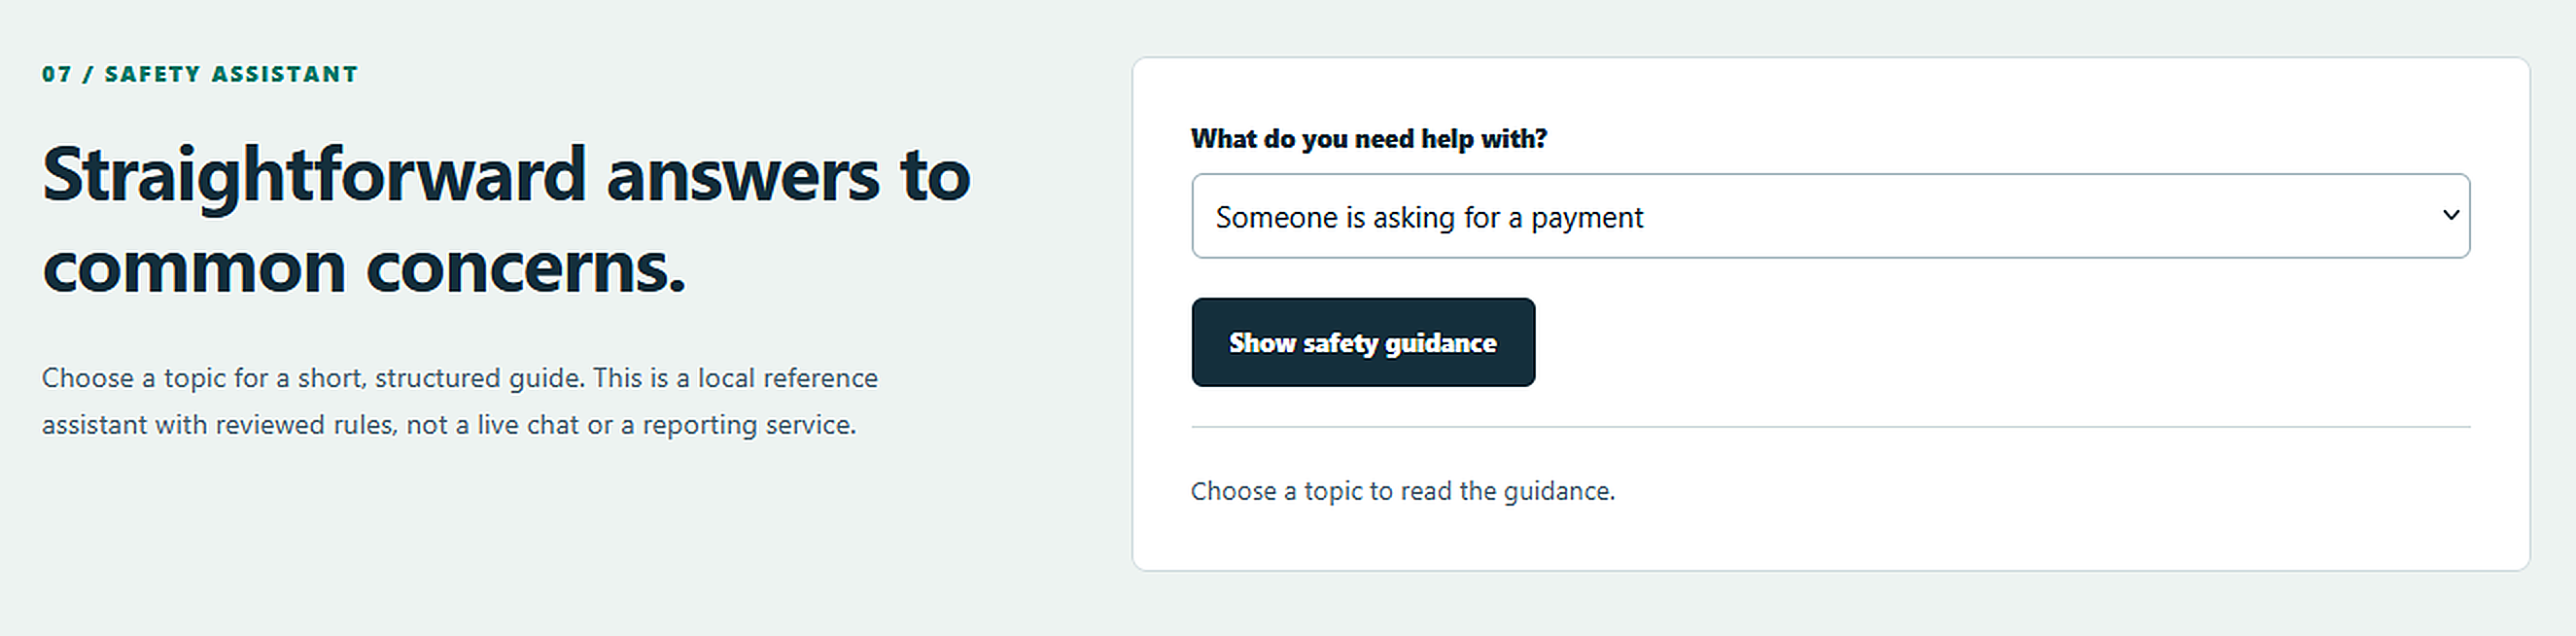 07 / SAFETY ASSISTANT
Straightforward answers to
common concerns.
Choose a topic for a short, structured guide. This is a local reference
assistant with reviewed rules, not a live chat or a reporting service.
What do you need help with?
Someone is asking for a payment
Show safety guidance
Choose a topic to read the guidance.